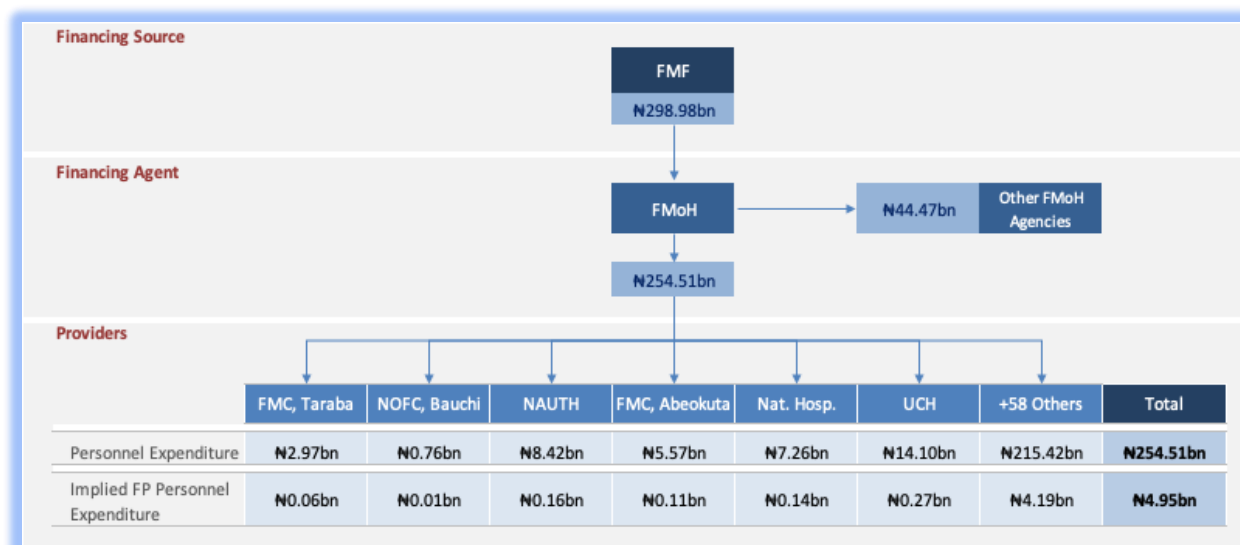 Financing Source
FMF
₦298.98bn
Financing Agent
FMoH
₦44.47bn
Other FMoH
Agencies
₦254.51bn
Providers
FMC, Taraba NOFC, Bauchi NAUTH FMC, Abeokuta Nat. Hosp. UCH +58 Others Total
Personnel Expenditure ₦2.97bn ₦0.76bn ₦8.42bn ₦5.57bn ₦7.26bn ₦14.10bn ₦215.42bn ₦254.51bn
Implied FP Personnel
Expenditure ₦0.06bn ₦0.01bn ₦0.16bn ₦0.11bn ₦0.14bn ₦0.27bn ₦4.19bn ₦4.95bn